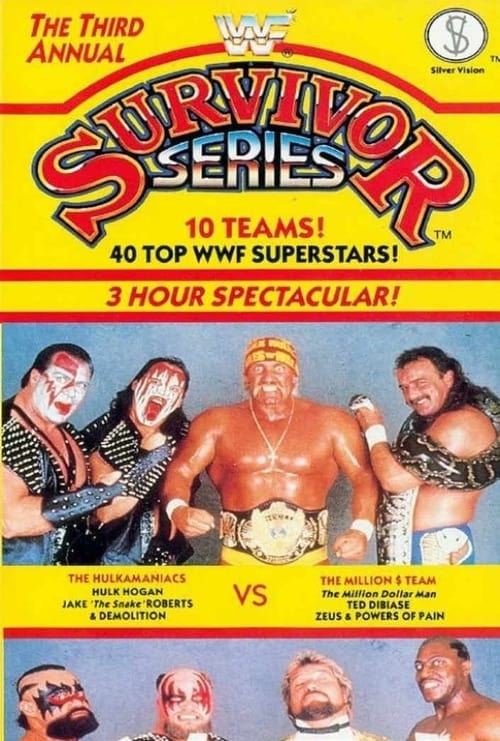 THE THIRD
ANNUAL
WF
Silver Vision
TM
SURVIVOR
SERIES
TM
10 TEAMS!
40 TOP WWF SUPERSTARS!
3 HOUR SPECTACULAR!
THE HULKAMANIACS
HULK HOGAN
JAKE 'The Snake' ROBERTS
& DEMOLITION
VS
THE MILLION $ TEAM
The Million Dollar Man
TED DIBIASE
ZEUS & POWERS OF PAIN